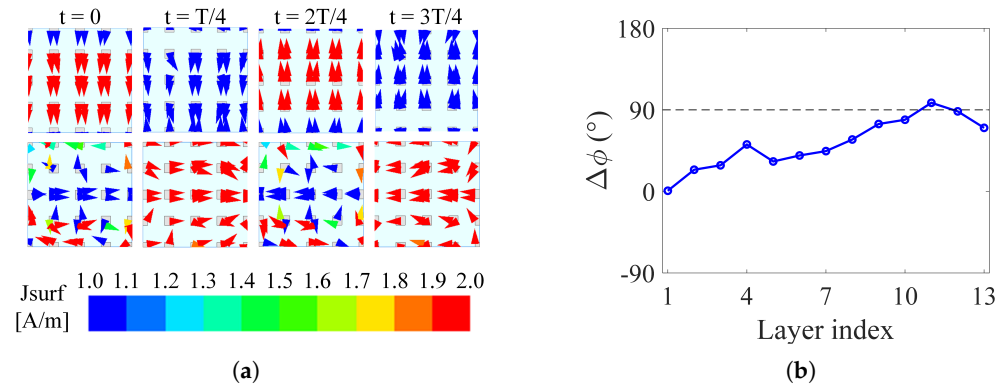 t = 0 t = T/4 t = 2T/4 t = 3T/4
Jsurf
[A/m]
1.0 1.1 1.2 1.3 1.4 1.5 1.6 1.7 1.8 1.9 2.0
(a)
180
90
0
-90
Δϕ (°)
1 4 7 10 13
Layer index
(b)